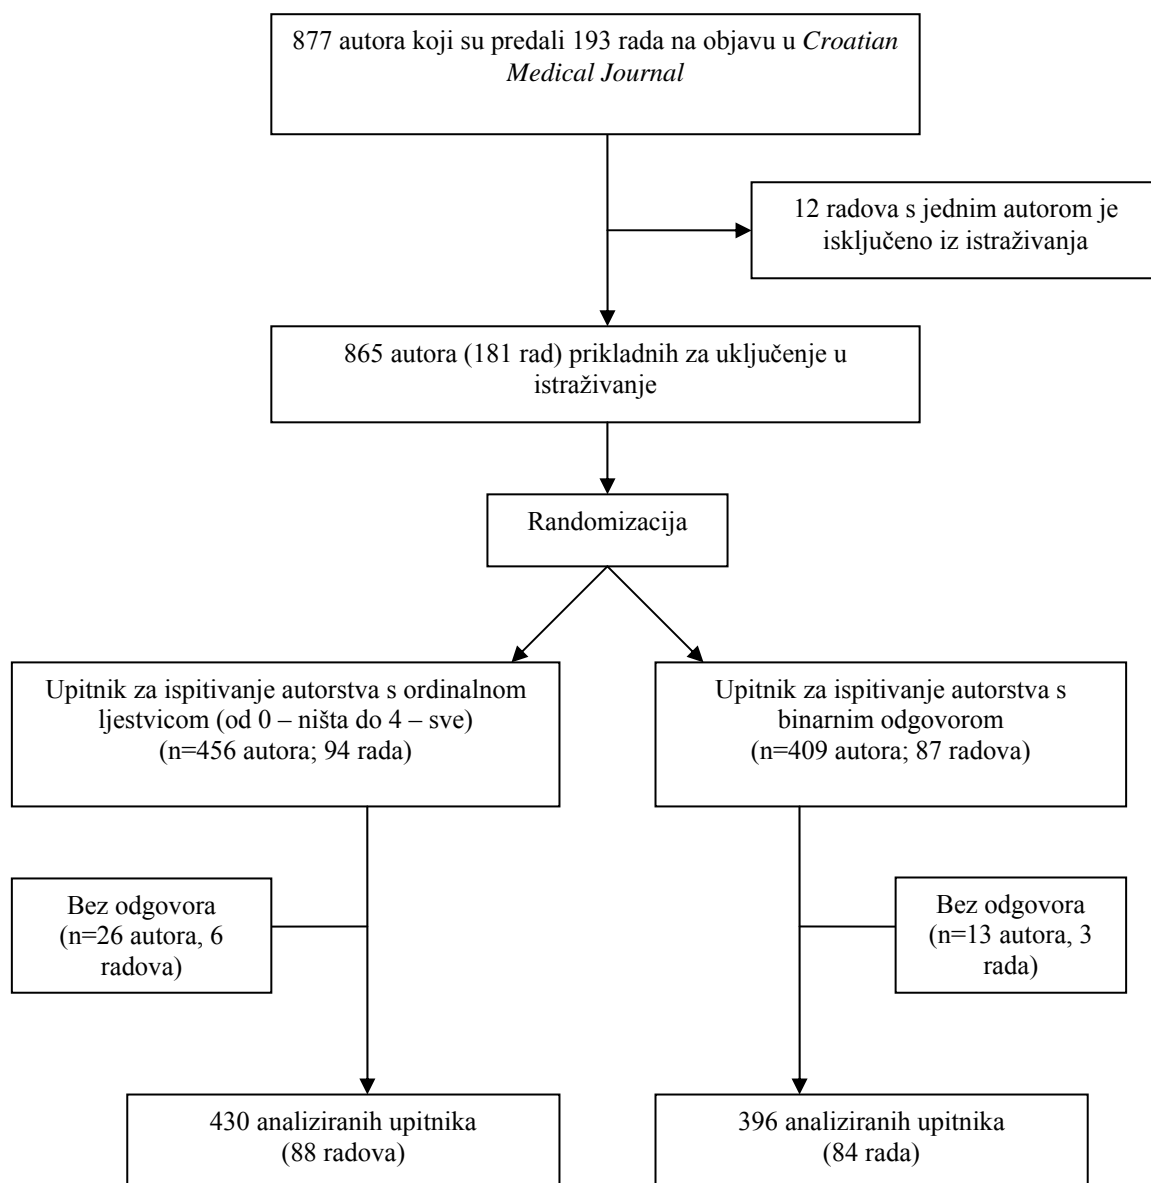 877 autora koji su predali 193 rada na objavu u Croatian
Medical Journal
12 radova s jednim autorom je
isključeno iz istraživanja
865 autora (181 rad) prikladnih za uključenje u
istraživanje
Randomizacija
Upitnik za ispitivanje autorstva s ordinalnom
ljestvicom (od 0 – ništa do 4 – sve)
(n=456 autora; 94 rada)
Upitnik za ispitivanje autorstva s
binarnim odgovorom
(n=409 autora; 87 radova)
Bez odgovora
(n=26 autora, 6
radova)
Bez odgovora
(n=13 autora, 3
rada)
430 analiziranih upitnika
(88 radova)
396 analiziranih upitnika
(84 rada)